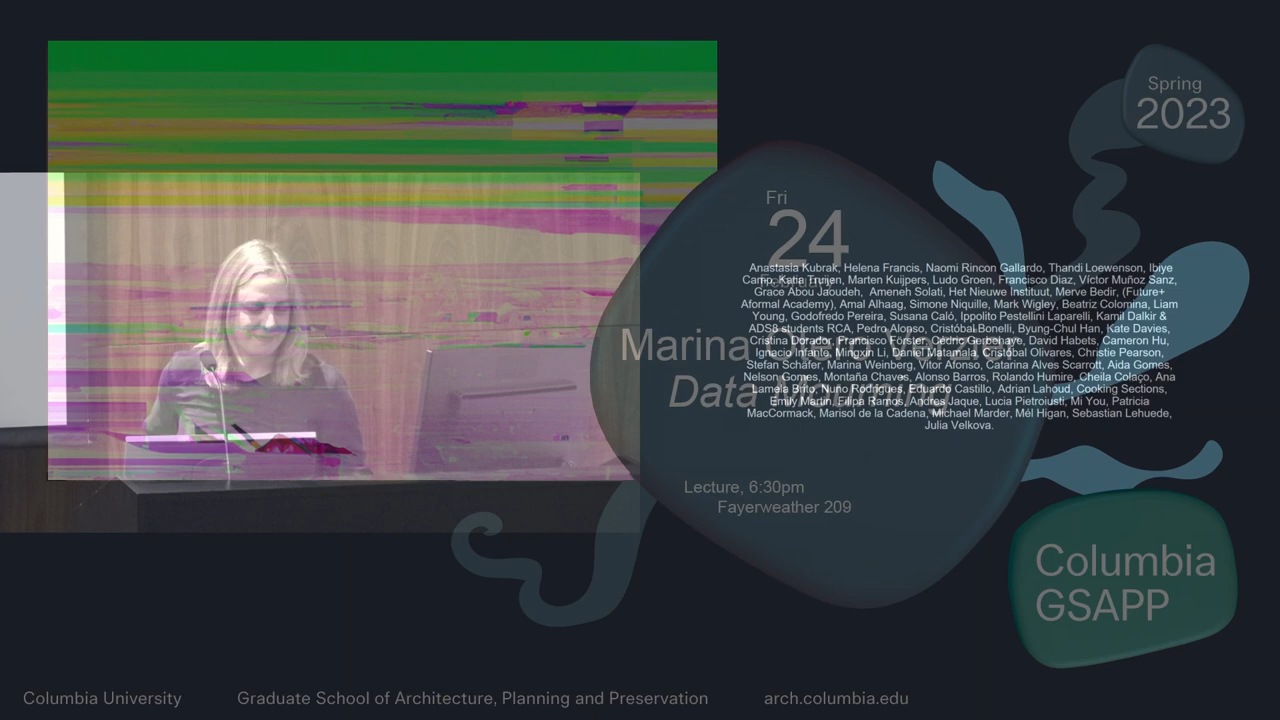 Spring
2023
Fri
24
Anastasia Kubrak, Helena Francis, Naomi Rincon Gallardo, Thandi Loewenson, Ibiye
Camp, Katia Truijen, Marten Kuijpers, Ludo Groen, Francisco Diaz, Víctor Muñoz Sanz,
Grace Abou Jaoudeh, Ameneh Solati, Het Nieuwe Instituut, Merve Bedir, (Future+
Aformal Academy), Amal Alhaag, Simone Niquille, Mark Wigley, Beatriz Colomina, Liam
Young, Godofredo Pereira, Susana Caló, Ippolito Pestellini Laparelli, Kamil Dalkir &
ADS8 students RCA, Pedro Alonso, Cristóbal Bonelli, Byung-Chul Han, Kate Davies,
Cristina Dorador, Francisco Förster, Cédric Gerbehaye, David Habets, Cameron Hu,
Ignacio Infante, Mingxin Li, Daniel Matamala, Cristóbal Olivares, Christie Pearson,
Stefan Schäfer, Marina Weinberg, Vitor Afonso, Catarina Alves Scarrott, Aida Gomes,
Nelson Gomes, Montaña Chaves, Alonso Barros, Rolando Humire, Cheila Colaço, Ana
Lamela Brito, Nuno Rodrigues, Eduardo Castillo, Adrian Lahoud, Cooking Sections,
Emily Martin, Filipa Ramos, Andrea Jaque, Lucia Pietroiusti, Mi You, Patricia
MacCormack, Marisol de la Cadena, Michael Marder, Mél Higan, Sebastian Lehuede,
Julia Velkova.
Marina
Data
Lecture, 6:30pm
Fayerweather 209
Columbia
GSAPP
Columbia University Graduate School of Architecture, Planning and Preservation arch.columbia.edu